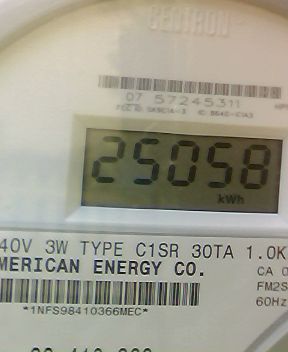 CENTRON
07 57245311
25058
kWh
40V 3W TYPE C1SR 30TA 1.0K
MERICAN ENERGY CO.
CA 0
FM2S
60Hz
*1NFS98410366MEC*